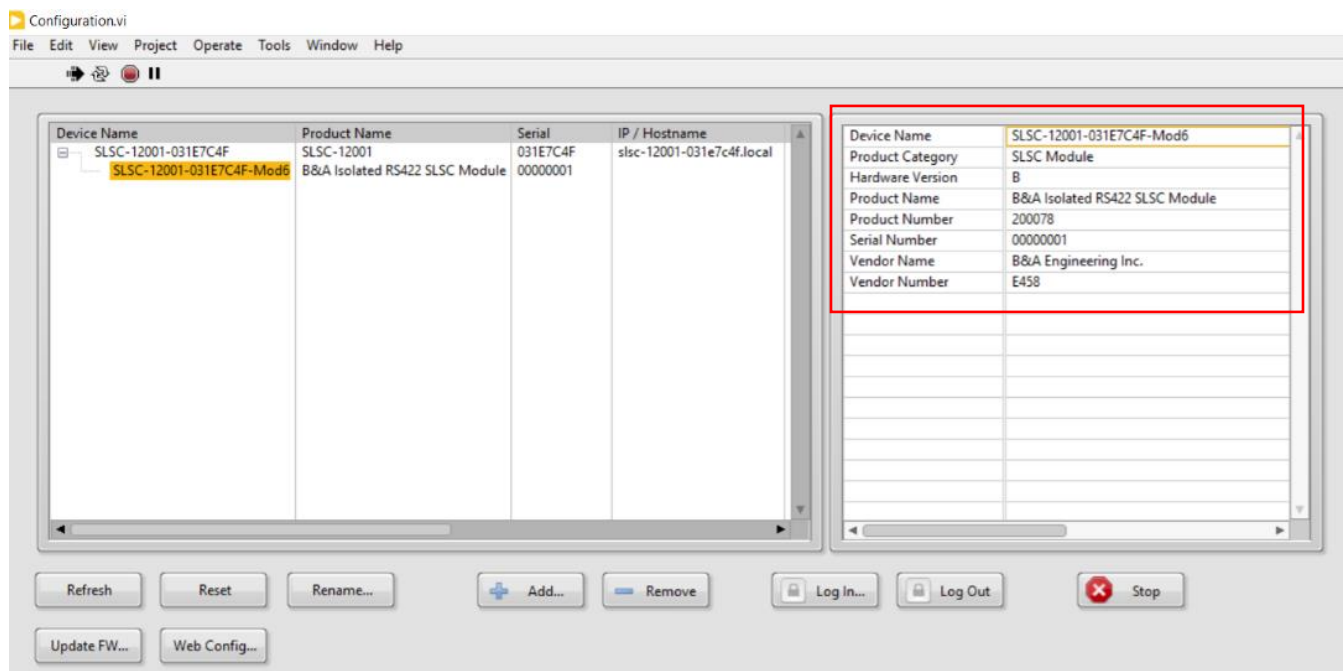 Configuration.vi
File Edit View Project Operate Tools Window Help
Device Name Product Name Serial IP / Hostname
SLSC-12001-031E7C4F SLSC-12001 031E7C4F slsc-12001-031e7c4f.local
SLSC-12001-031E7C4F-Mod6 B&A Isolated RS422 SLSC Module 00000001
Device Name SLSC-12001-031E7C4F-Mod6
Product Category SLSC Module
Hardware Version B
Product Name B&A Isolated RS422 SLSC Module
Product Number 200078
Serial Number 00000001
Vendor Name B&A Engineering Inc.
Vendor Number E458
Refresh Reset Rename... Add... Remove Log In... Log Out Stop
Update FW... Web Config...